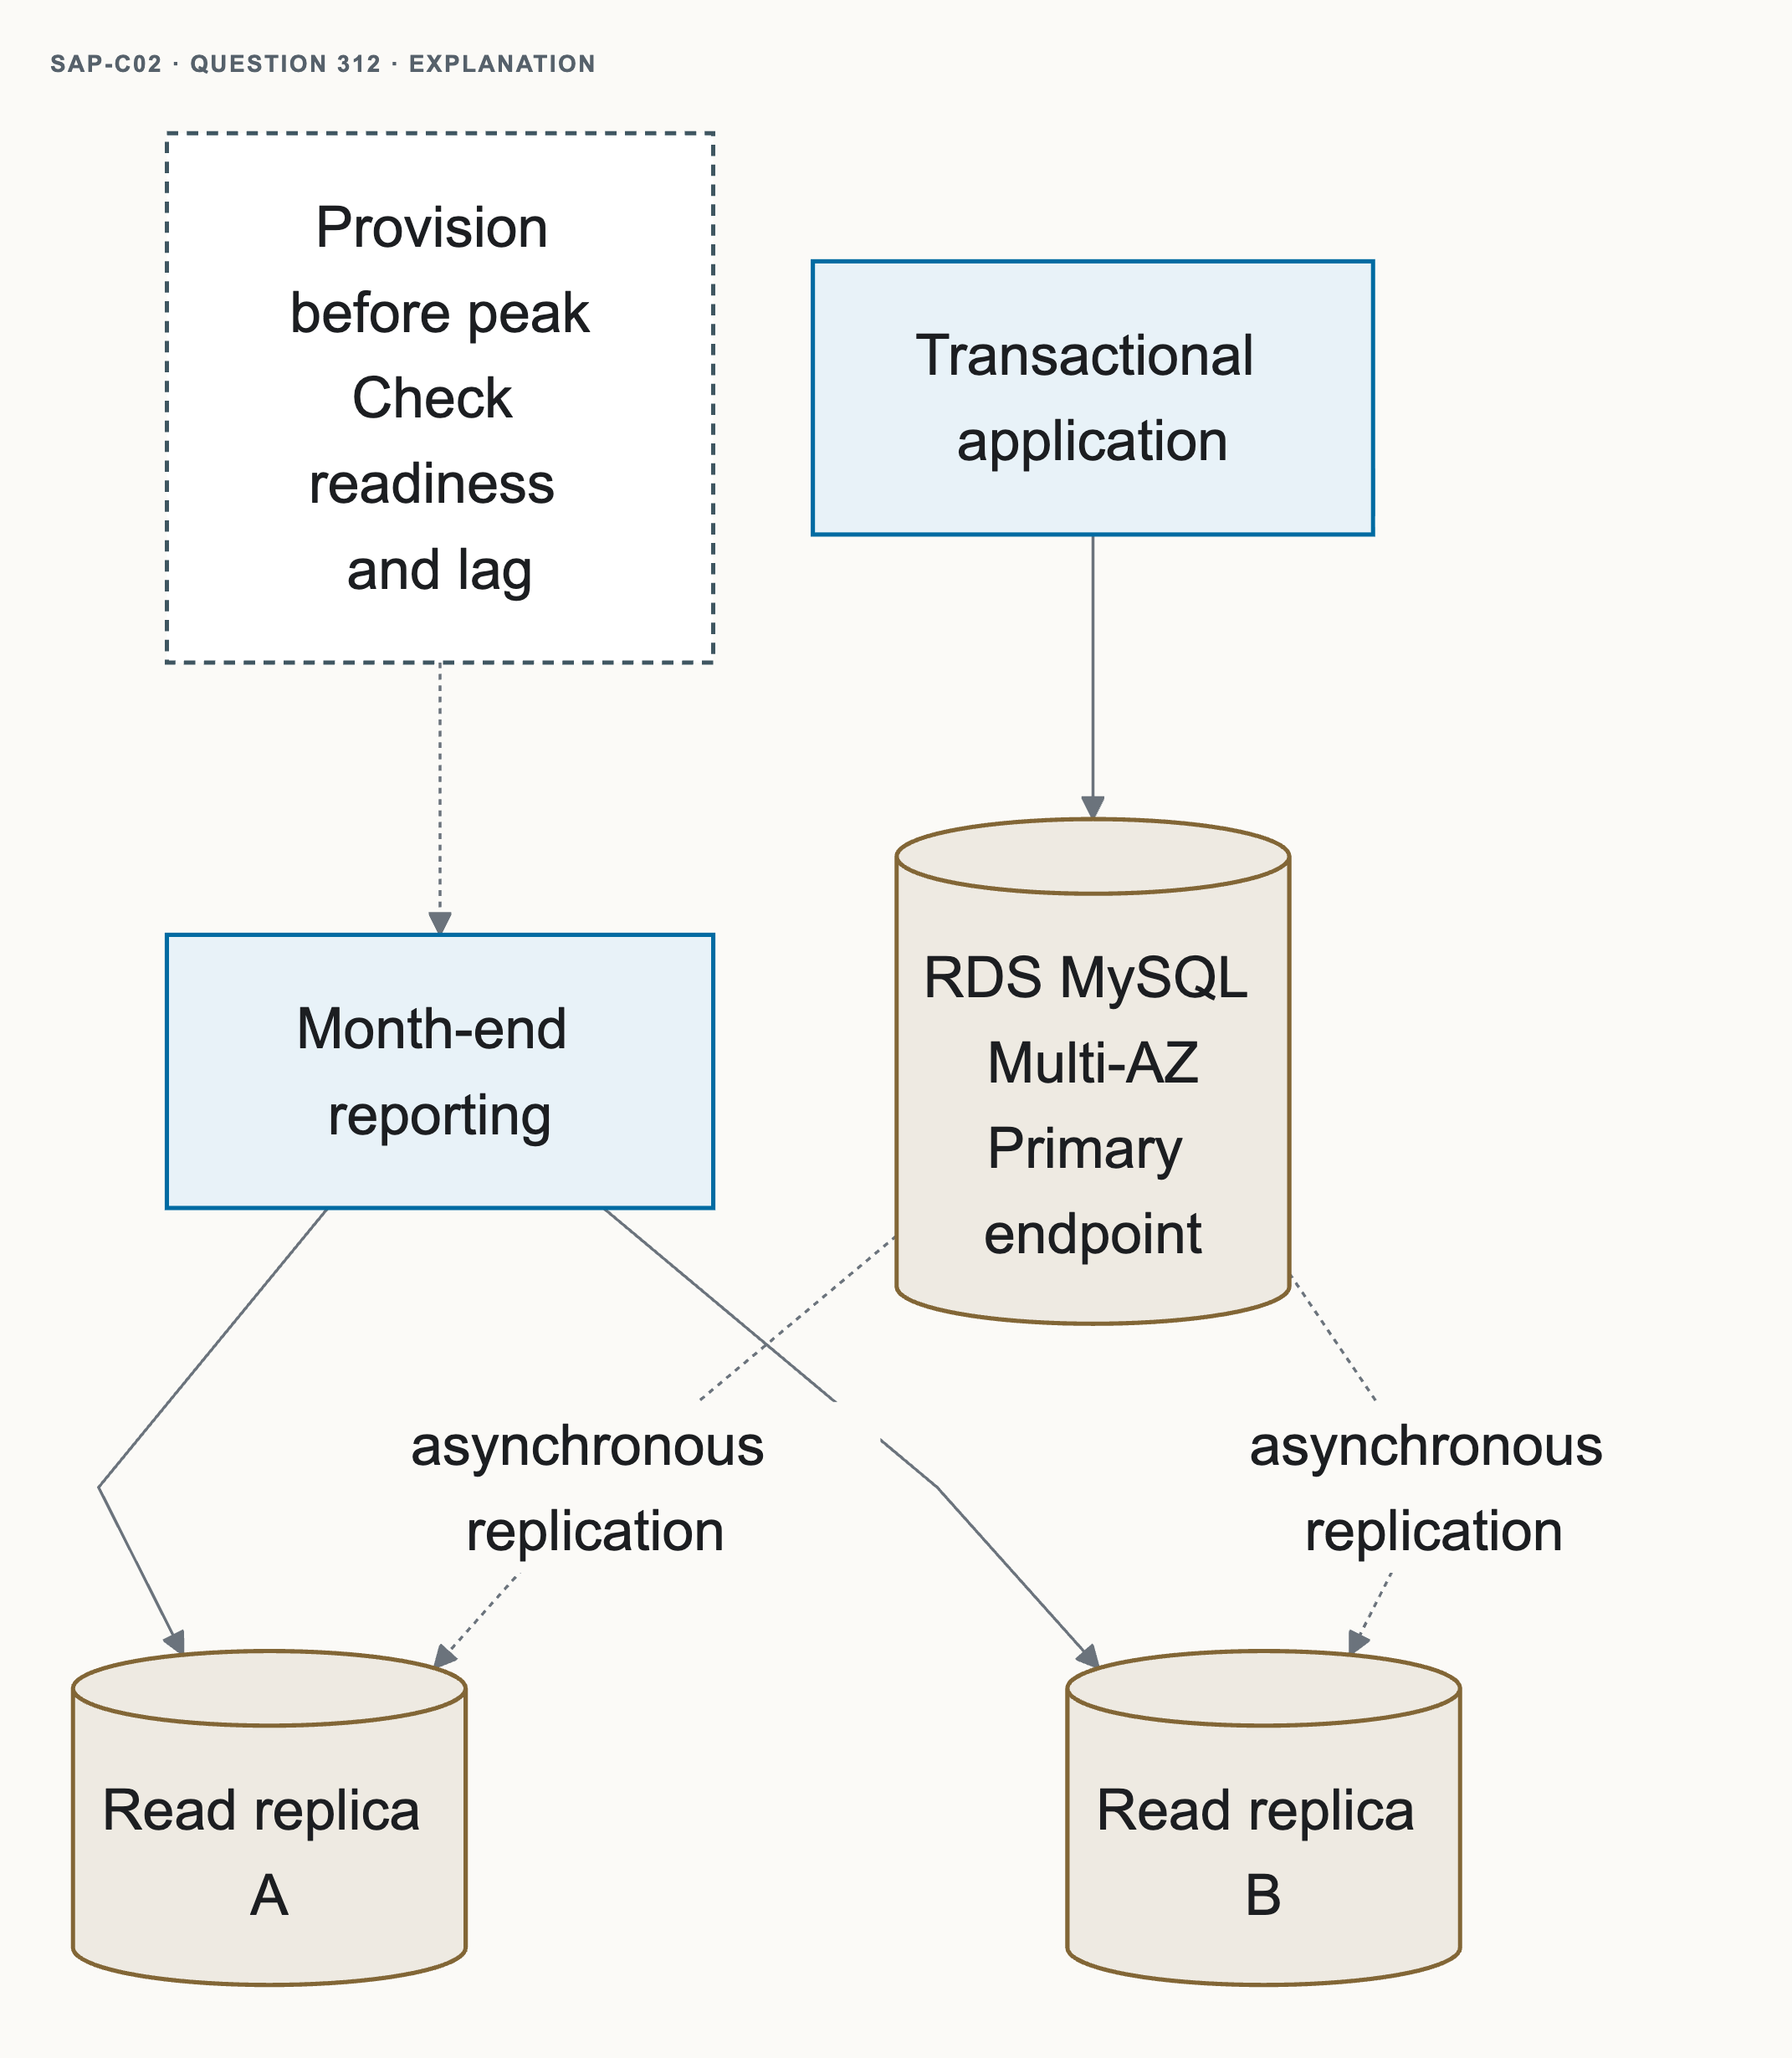 SAP-C02 · QUESTION 312 · EXPLANATION
Provision
before peak
Check
readiness
and lag
Transactional
application
Month-end
reporting
RDS MySQL
Multi-AZ
Primary
endpoint
asynchronous
replication
asynchronous
replication
Read replica
A
Read replica
B